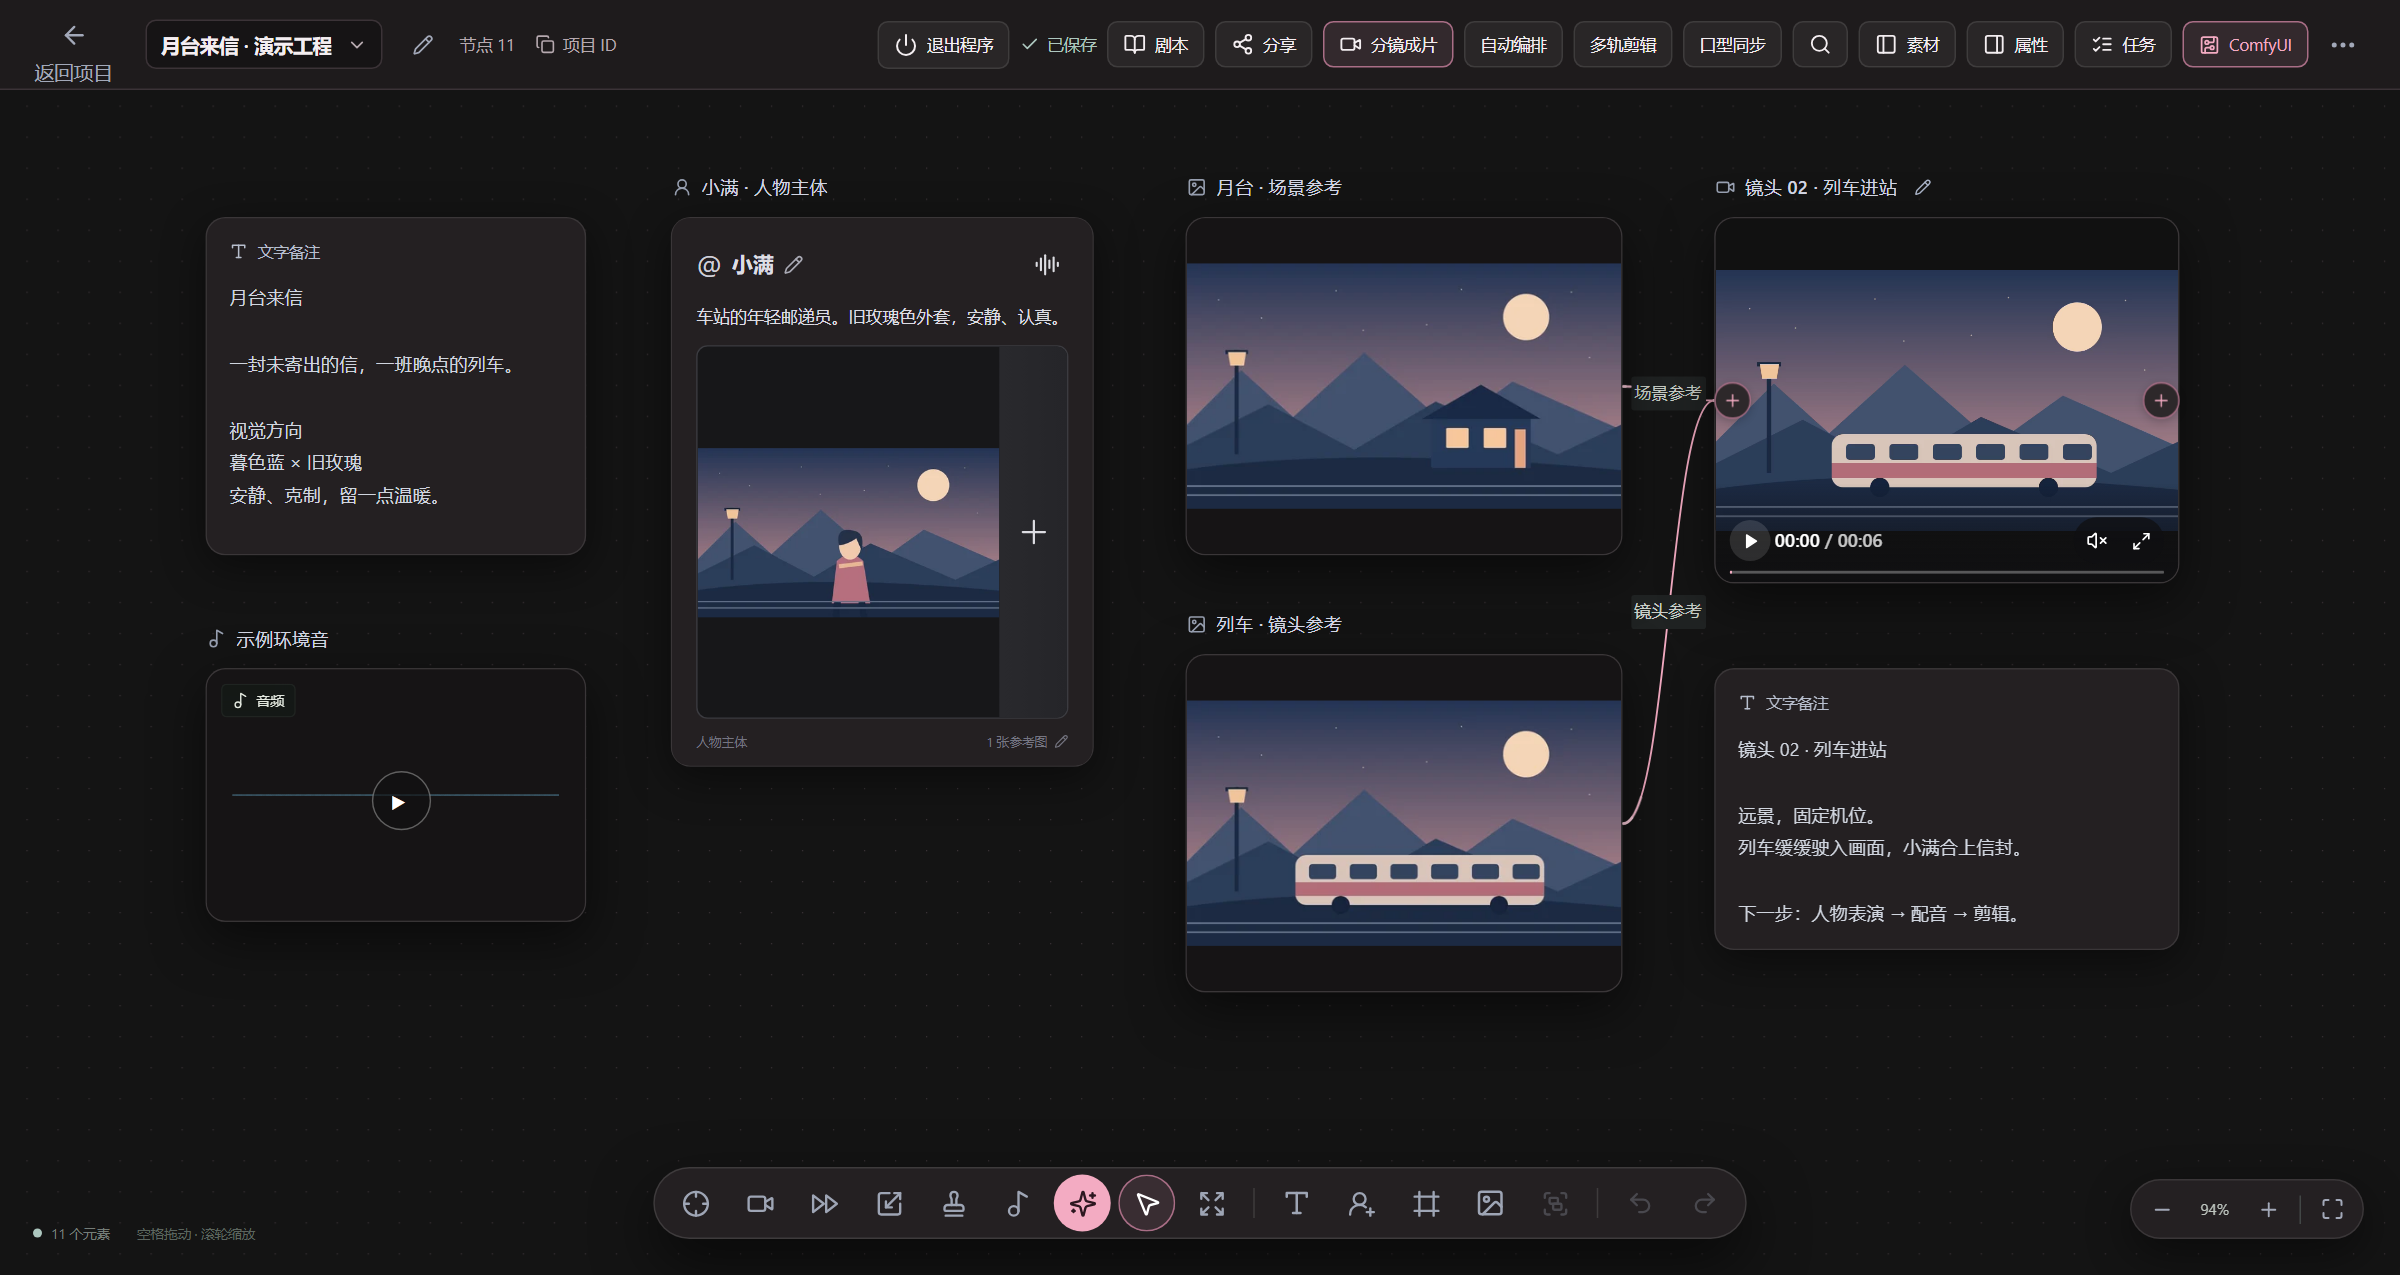 返回项目
月台来信 · 演示工程
节点 11
项目 ID
退出程序
已保存
剧本
分享
分镜成片
自动编排
多轨剪辑
口型同步
素材
属性
任务
ComfyUI
T 文字备注
月台来信
一封未寄出的信，一班晚点的列车。
视觉方向
暮色蓝 × 旧玫瑰
安静、克制，留一点温暖。
示例环境音
音频
小满 · 人物主体
@ 小满
车站的年轻邮递员。旧玫瑰色外套，安静、认真。
人物主体
1 张参考图
月台 · 场景参考
列车 · 镜头参考
场景参考
镜头参考
镜头 02 · 列车进站
00:00 / 00:06
T 文字备注
镜头 02 · 列车进站
远景，固定机位。
列车缓缓驶入画面，小满合上信封。
下一步：人物表演 → 配音 → 剪辑。
11 个元素
空格拖动 · 滚轮缩放
94%